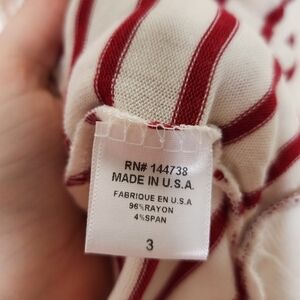 RN# 144738
MADE IN U.S.A.
FABRIQUE EN U.S.A
96%RAYON
4%SPAN
3